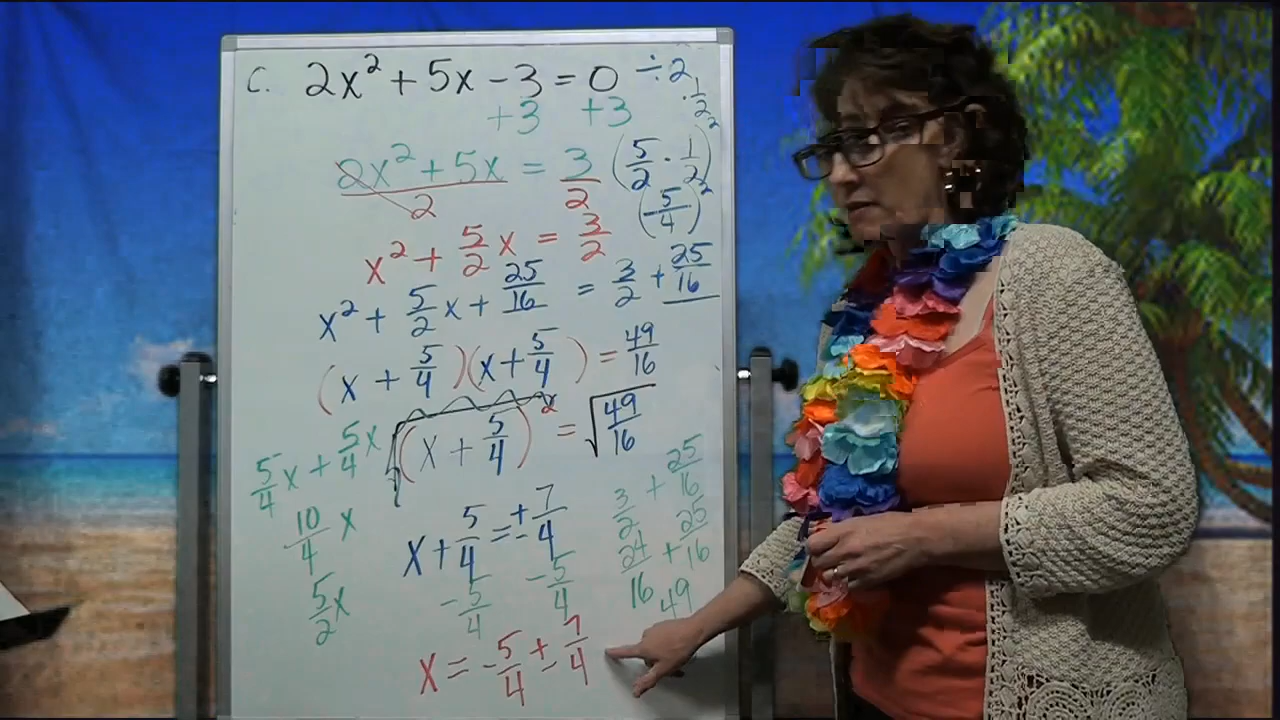 C. 2x² + 5x - 3 = 0 ÷2
+3 +3 · 1/2
2x² + 5x / 2 = 3/2 (5/2 · 1/2)²
(5/4)²
x² + 5/2 x = 3/2
x² + 5/2 x + 25/16 = 3/2 + 25/16
(x + 5/4)(x + 5/4) = 49/16
√(x + 5/4)² = √49/16
5/4 x + 5/4 x
10/4 x
5/2 x
3/2 + 25/16
24/16 + 25/16
49
x + 5/4 = ± 7/4
- 5/4 - 5/4
x = - 5/4 ± 7/4